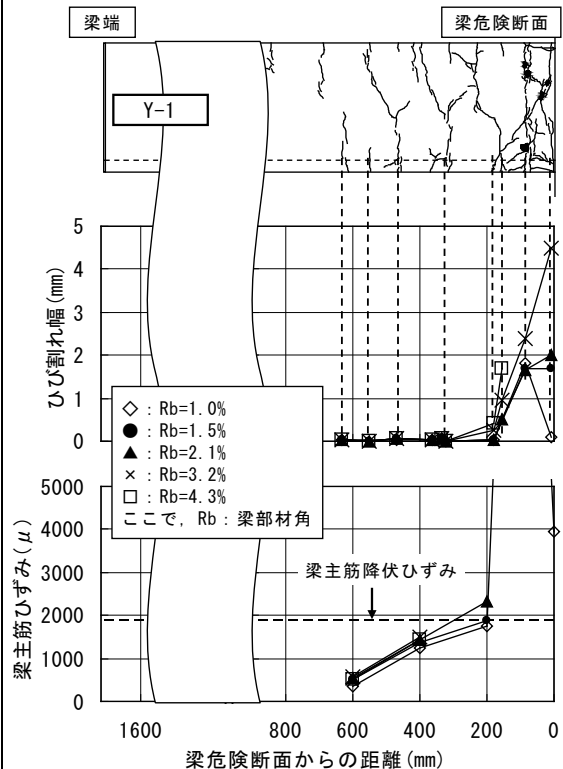 梁端
梁危険断面
Y-1
5
4
3
2
1
0
ひび割れ幅(mm)
◇ : Rb=1.0%
● : Rb=1.5%
▲ : Rb=2.1%
× : Rb=3.2%
□ : Rb=4.3%
ここで, Rb : 梁部材角
5000
4000
3000
2000
1000
0
梁主筋ひずみ(μ)
梁主筋降伏ひずみ
1600 800 600 400 200 0
梁危険断面からの距離(mm)